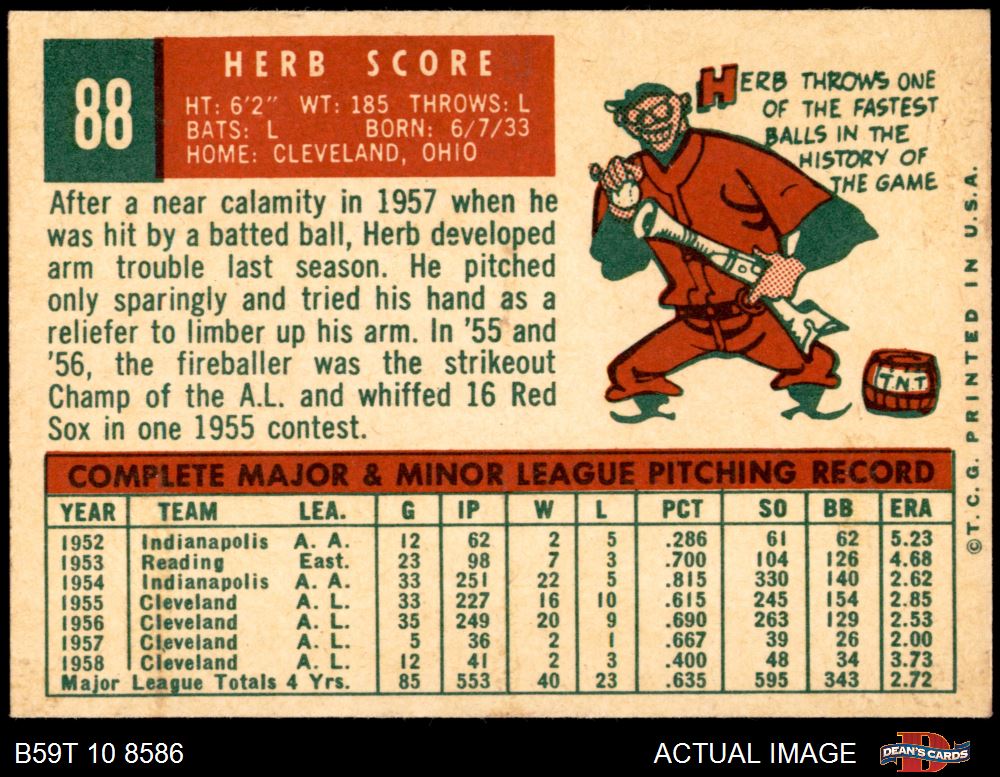 88
HERB SCORE
HT: 6'2" WT: 185 THROWS: L
BATS: L BORN: 6/7/33
HOME: CLEVELAND, OHIO
HERB THROWS ONE
OF THE FASTEST
BALLS IN THE
HISTORY OF
THE GAME
TNT
After a near calamity in 1957 when he
was hit by a batted ball, Herb developed
arm trouble last season. He pitched
only sparingly and tried his hand as a
reliefer to limber up his arm. In '55 and
'56, the fireballer was the strikeout
Champ of the A.L. and whiffed 16 Red
Sox in one 1955 contest.
©T. C. G. PRINTED IN U.S.A.
COMPLETE MAJOR & MINOR LEAGUE PITCHING RECORD
YEAR TEAM LEA. G IP W L PCT SO BB ERA
1952 Indianapolis A. A. 12 62 2 5 .286 61 62 5.23
1953 Reading East. 23 98 7 3 .700 104 126 4.68
1954 Indianapolis A. A. 33 251 22 5 .815 330 140 2.62
1955 Cleveland A. L. 33 227 16 10 .615 245 154 2.85
1956 Cleveland A. L. 35 249 20 9 .690 263 129 2.53
1957 Cleveland A. L. 5 36 2 1 .667 39 26 2.00
1958 Cleveland A. L. 12 41 2 3 .400 48 34 3.73
Major League Totals 4 Yrs. 85 553 40 23 .635 595 343 2.72
B59T 10 8586
ACTUAL IMAGE
DEAN'S CARDS